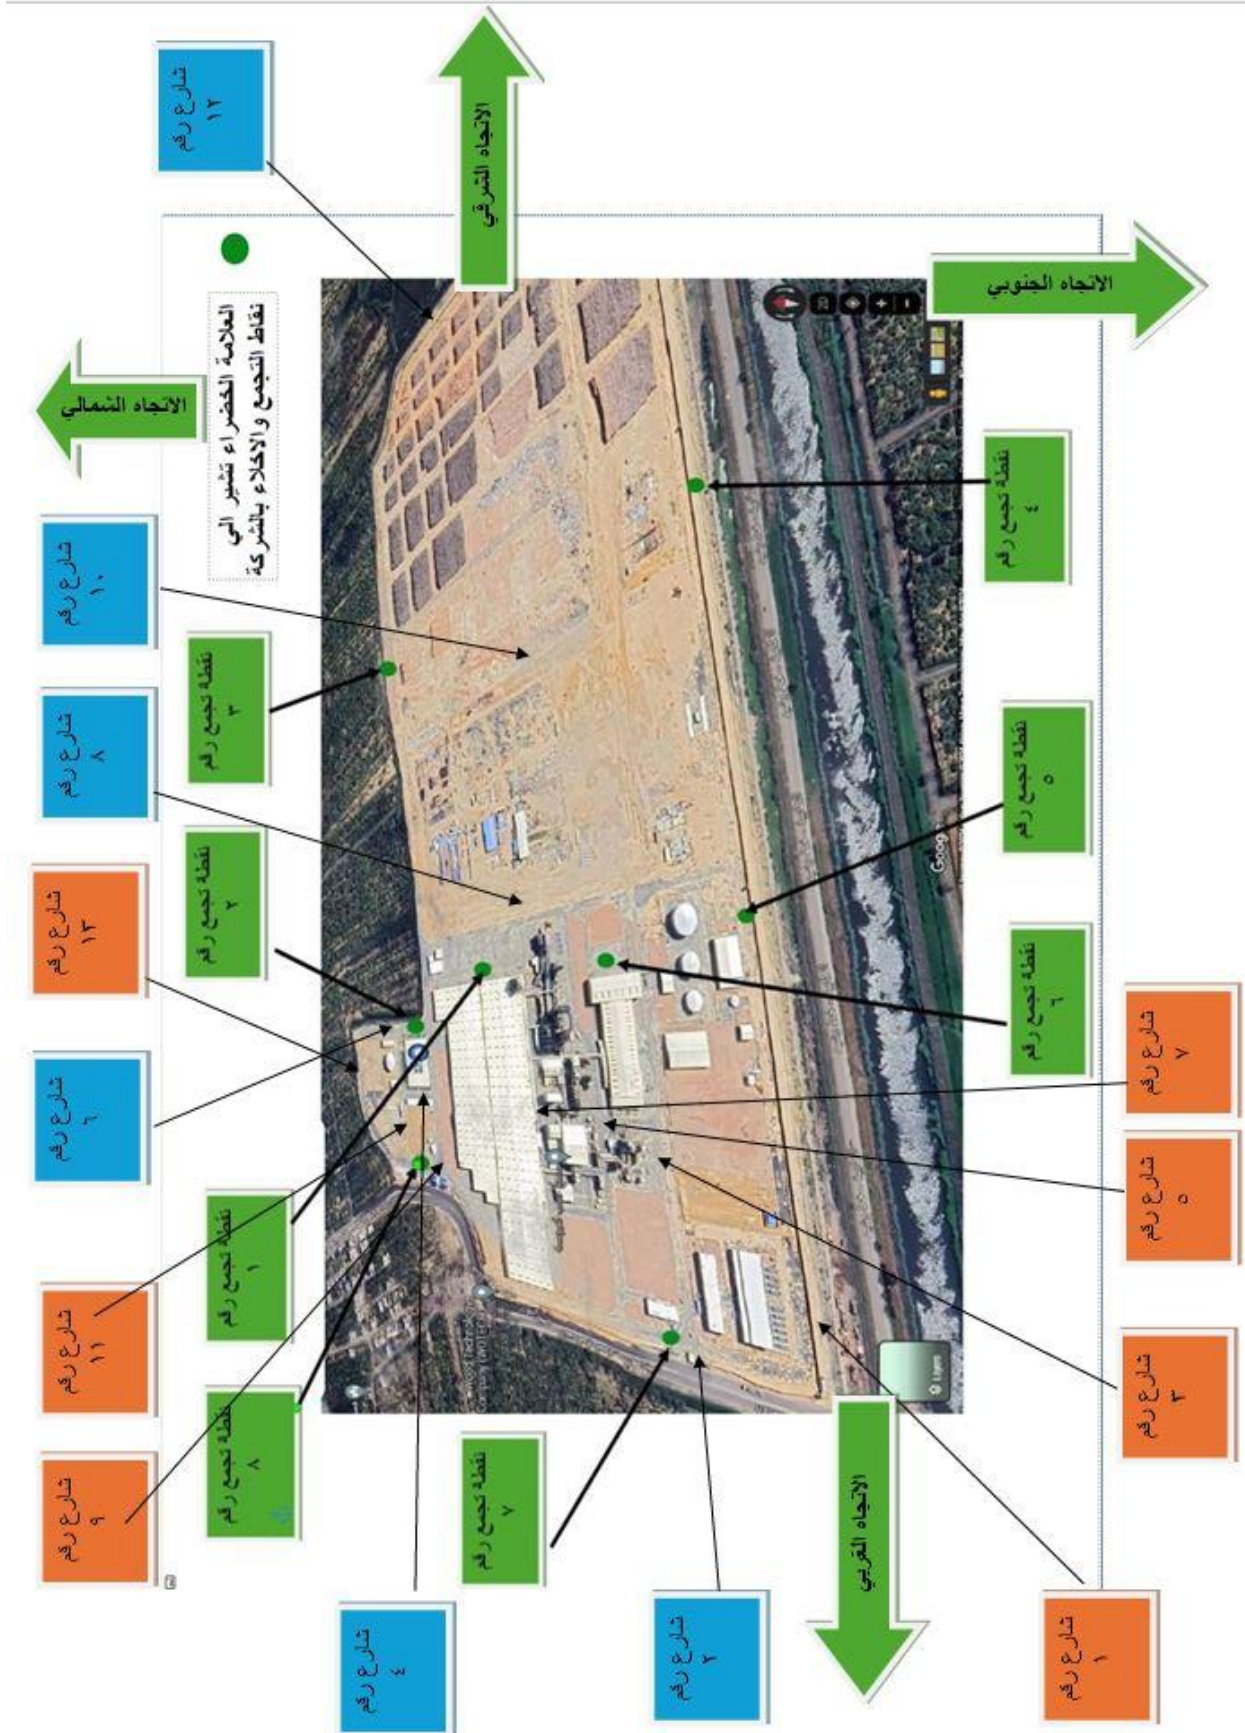 شارع رقم
١٢
الاتجاه الشرقي
الاتجاه الجنوبي
الاتجاه الشمالي
العلامة الخضراء تشير الي
نقاط التجمع والاخلاء بالشركة
شارع رقم
١٠
نقطة تجمع رقم
٣
نقطة تجمع رقم
٤
شارع رقم
٨
نقطة تجمع رقم
٢
نقطة تجمع رقم
٥
شارع رقم
١٣
نقطة تجمع رقم
٦
شارع رقم
٦
شارع رقم
٧
نقطة تجمع رقم
١
شارع رقم
٥
شارع رقم
١١
نقطة تجمع رقم
٨
شارع رقم
٣
شارع رقم
٩
نقطة تجمع رقم
٧
الاتجاه الغربي
شارع رقم
٤
شارع رقم
٢
شارع رقم
١
2D